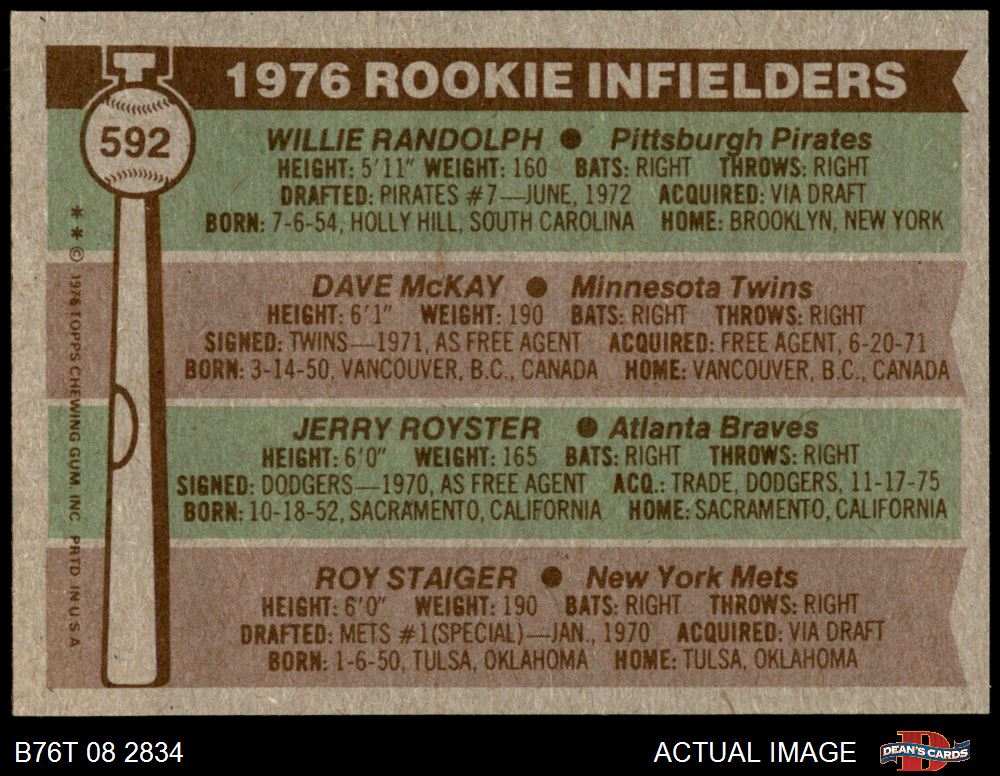 1976 ROOKIE INFIELDERS
592
WILLIE RANDOLPH ● Pittsburgh Pirates
HEIGHT: 5'11" WEIGHT: 160 BATS: RIGHT THROWS: RIGHT
DRAFTED: PIRATES #7—JUNE, 1972 ACQUIRED: VIA DRAFT
BORN: 7-6-54, HOLLY HILL, SOUTH CAROLINA HOME: BROOKLYN, NEW YORK
DAVE McKAY ● Minnesota Twins
HEIGHT: 6'1" WEIGHT: 190 BATS: RIGHT THROWS: RIGHT
SIGNED: TWINS—1971, AS FREE AGENT ACQUIRED: FREE AGENT, 6-20-71
BORN: 3-14-50, VANCOUVER, B.C., CANADA HOME: VANCOUVER, B.C., CANADA
JERRY ROYSTER ● Atlanta Braves
HEIGHT: 6'0" WEIGHT: 165 BATS: RIGHT THROWS: RIGHT
SIGNED: DODGERS—1970, AS FREE AGENT ACQ.: TRADE, DODGERS, 11-17-75
BORN: 10-18-52, SACRAMENTO, CALIFORNIA HOME: SACRAMENTO, CALIFORNIA
ROY STAIGER ● New York Mets
HEIGHT: 6'0" WEIGHT: 190 BATS: RIGHT THROWS: RIGHT
DRAFTED: METS #1(SPECIAL)—JAN., 1970 ACQUIRED: VIA DRAFT
BORN: 1-6-50, TULSA, OKLAHOMA HOME: TULSA, OKLAHOMA
* * © 1976 TOPPS CHEWING GUM, INC. PRTD. IN U.S.A.
B76T 08 2834
ACTUAL IMAGE
DEAN'S CARDS